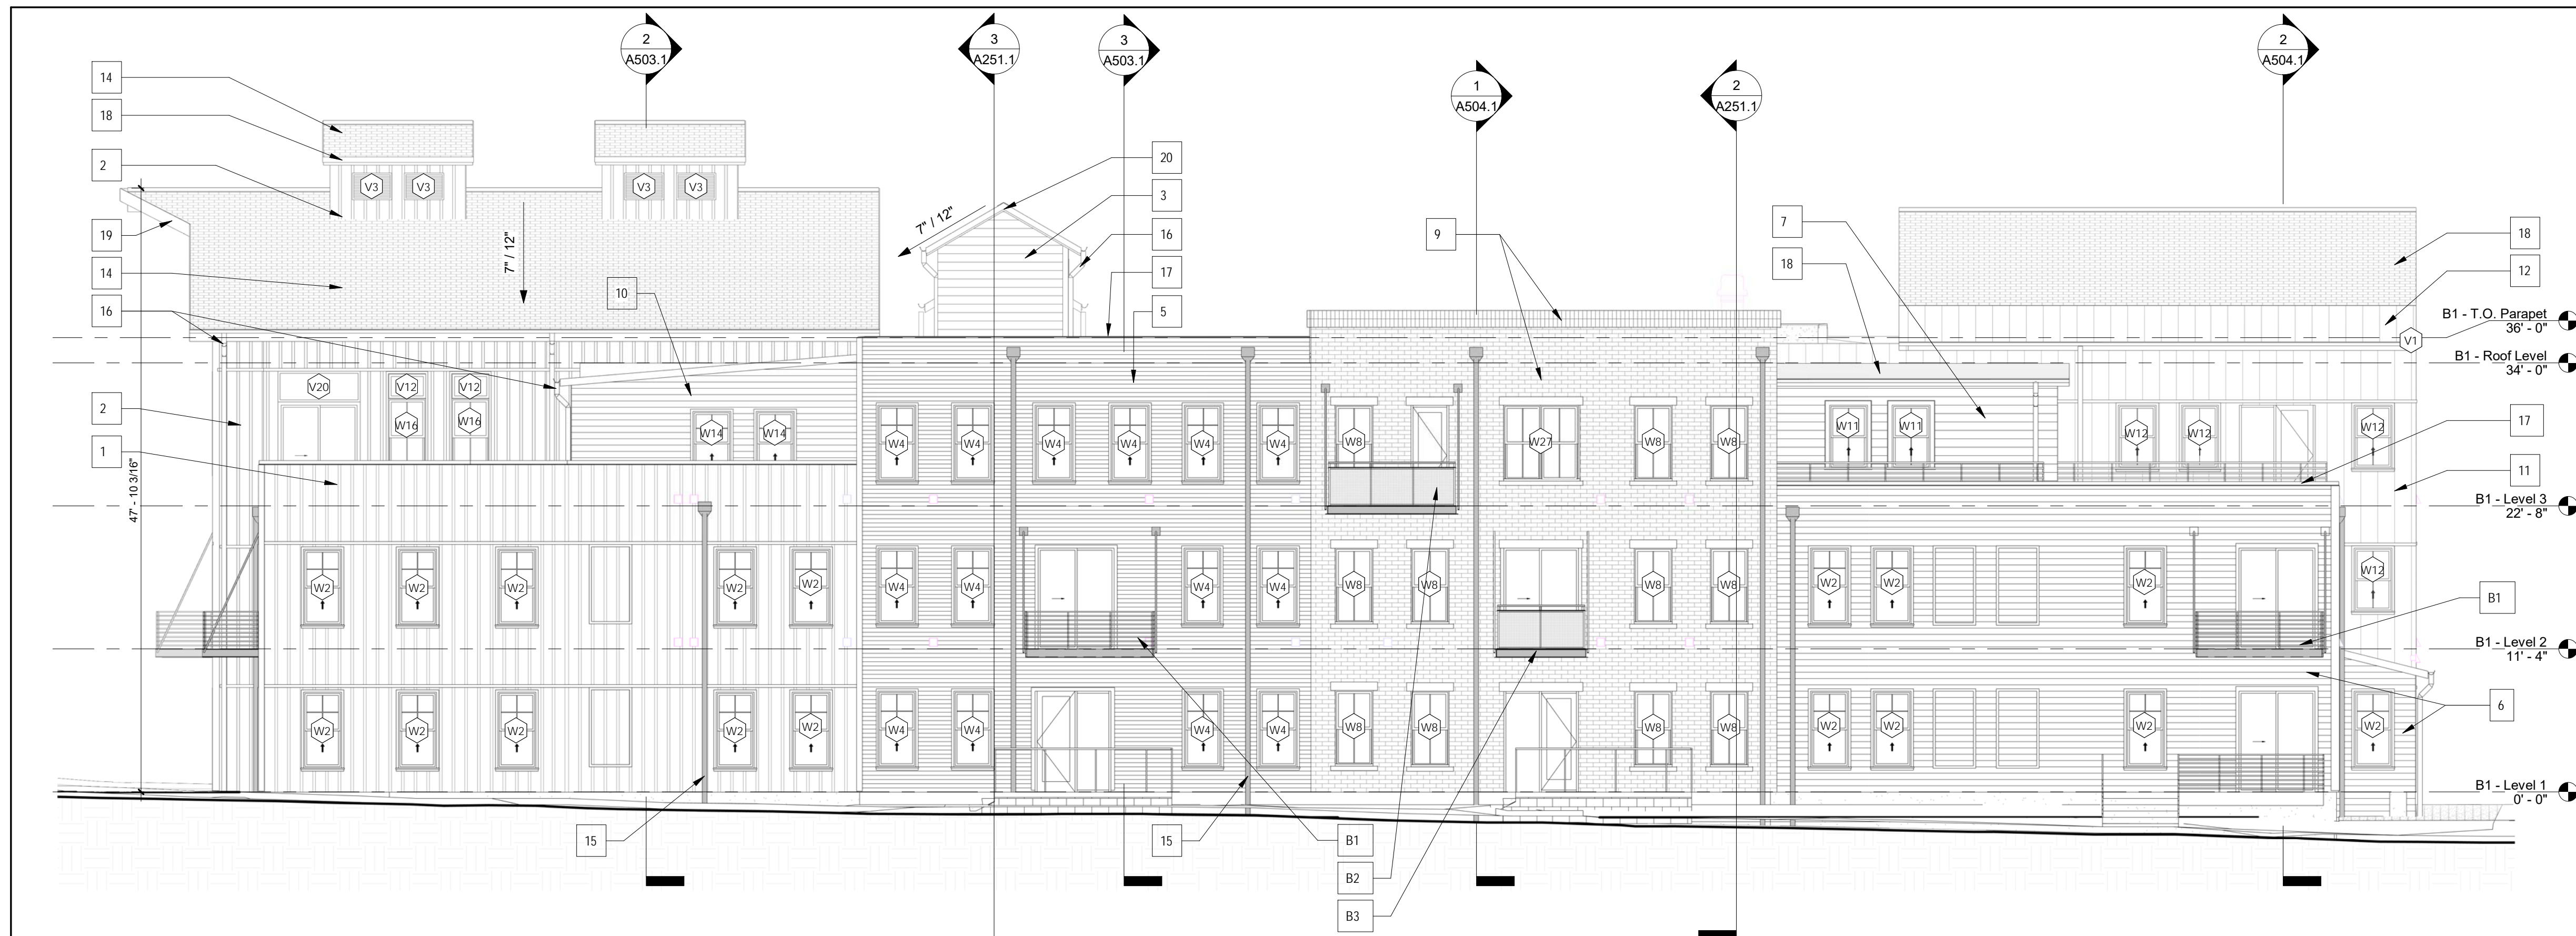 2
A503.1
3
A251.1
3
A503.1
1
A504.1
2
A251.1
2
A504.1
14
18
2
19
14
16
2
1
47' - 10 3/16"
V3
V3
V3
V3
7" / 12"
7" / 12"
10
20
3
16
17
5
9
7
18
18
12
B1 - T.O. Parapet
36' - 0"
V1
B1 - Roof Level
34' - 0"
17
11
B1 - Level 3
22' - 8"
B1
B1 - Level 2
11' - 4"
6
B1 - Level 1
0' - 0"
V20
V12
V12
W16
W16
W14
W14
W4
W4
W4
W4
W4
W4
W8
W27
W8
W8
W11
W11
W12
W12
W12
W2
W2
W2
W2
W2
W4
W4
W4
W4
W8
W8
W8
W8
W2
W2
W2
W12
W2
W2
W2
W2
W2
W4
W4
W4
W4
W8
W8
W8
W8
W2
W2
W2
W2
15
15
B1
B2
B3